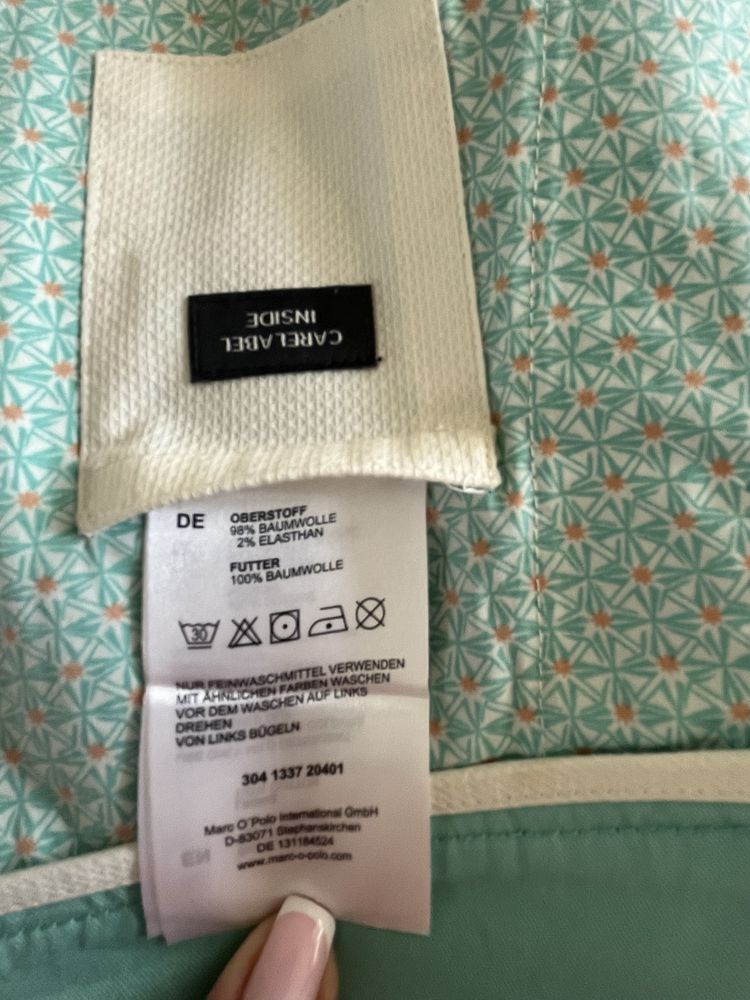 CARELABEL
INSIDE
DE
OBERSTOFF
98% BAUMWOLLE
2% ELASTHAN
FUTTER
100% BAUMWOLLE
30
NUR FEINWASCHMITTEL VERWENDEN
MIT ÄHNLICHEN FARBEN WASCHEN
VOR DEM WASCHEN AUF LINKS
DREHEN
VON LINKS BÜGELN
304 1337 20401
Marc O'Polo International GmbH
D-83071 Stephanskirchen
DE 131184524
www.marc-o-polo.com